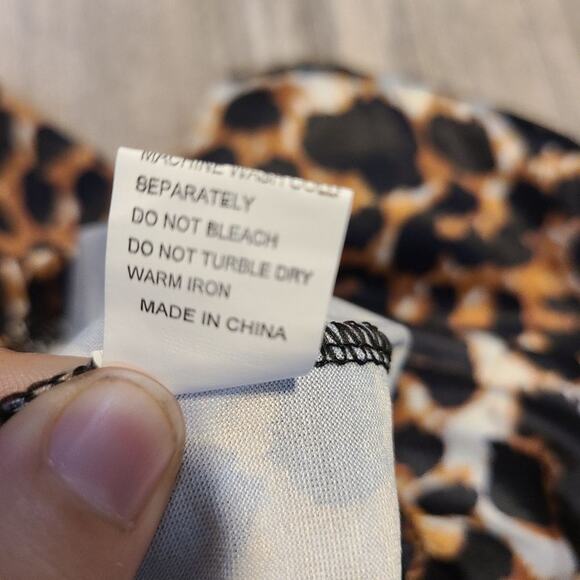 MACHINE WASH COLD
SEPARATELY
DO NOT BLEACH
DO NOT TURBLE DRY
WARM IRON
MADE IN CHINA